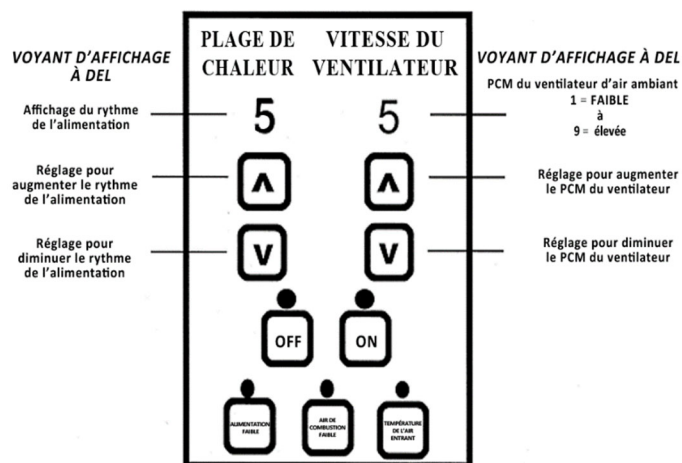 VOYANT D'AFFICHAGE
À DEL
Affichage du rythme
de l'alimentation
Réglage pour
augmenter le rythme
de l'alimentation
Réglage pour
diminuer le rythme
de l'alimentation
PLAGE DE
CHALEUR
VITESSE DU
VENTILATEUR
5
5
OFF
ON
ALIMENTATION
FAIBLE
AIR DE
COMBUSTION
FAIBLE
TEMPÉRATURE
DE L'AIR
ENTRANT
VOYANT D'AFFICHAGE À DEL
PCM du ventilateur d'air ambiant
1 = FAIBLE
à
9 = élevée
Réglage pour augmenter
le PCM du ventilateur
Réglage pour diminuer
le PCM du ventilateur